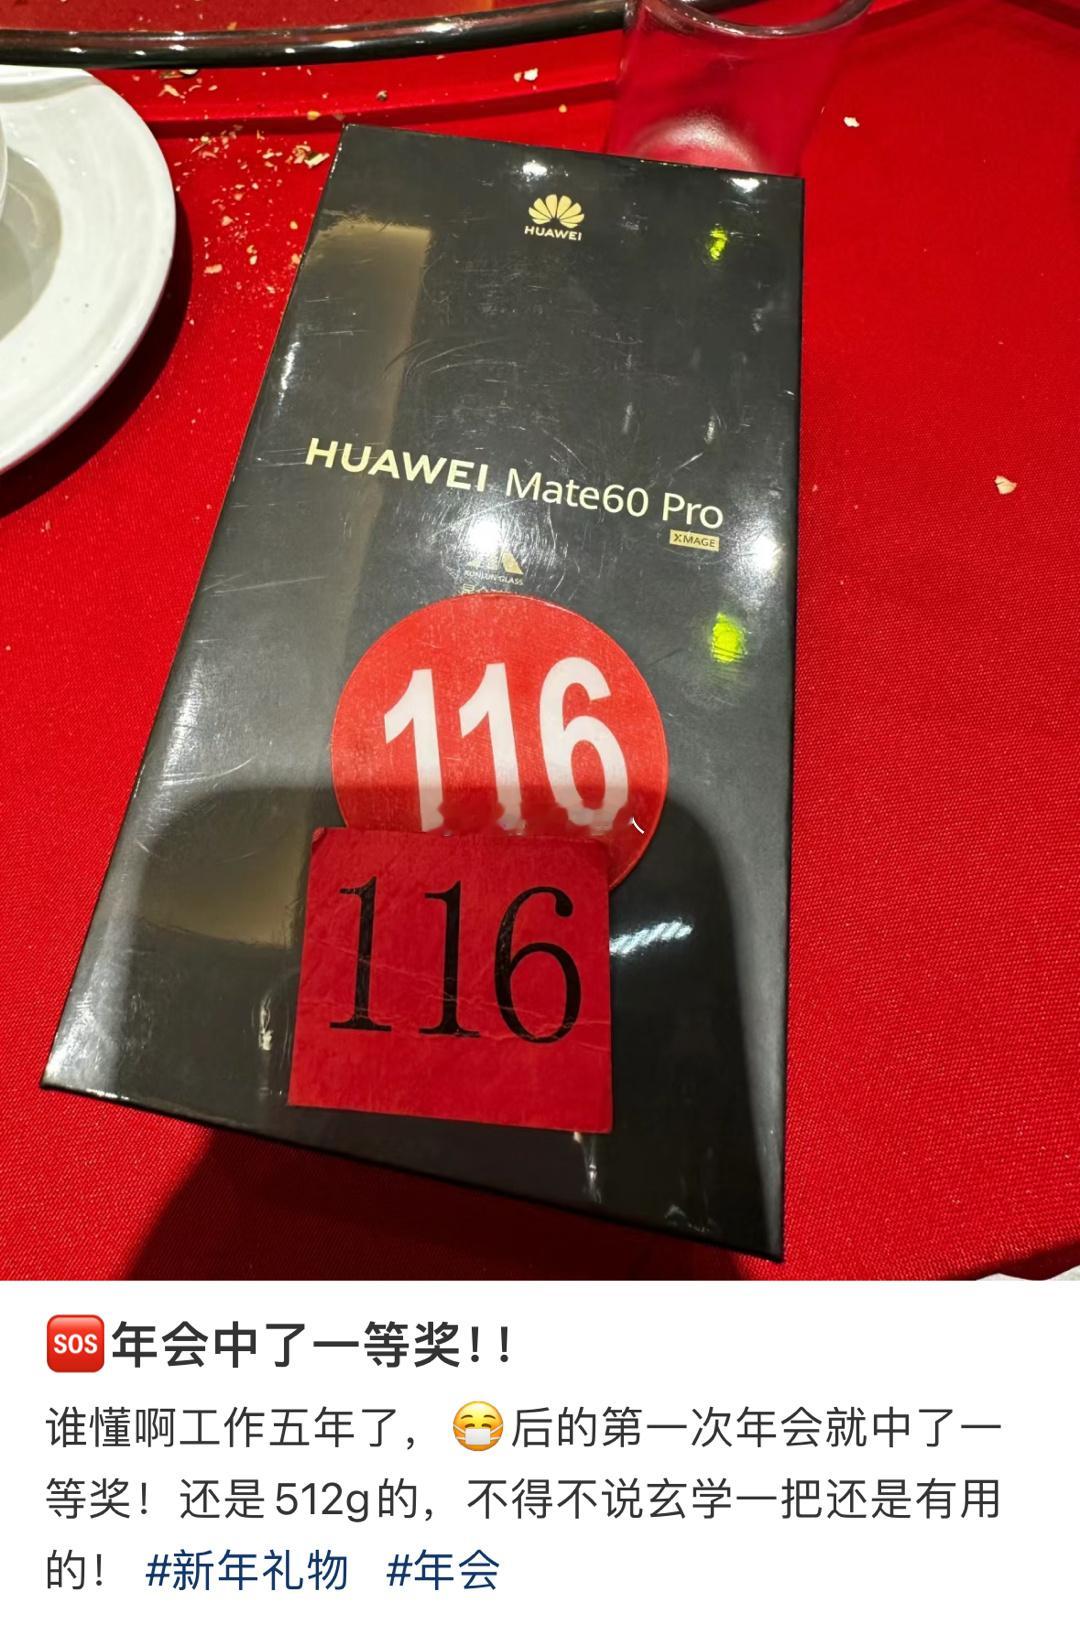 HUAWEI
HUAWEI Mate60 Pro
XMAGE
KUNLUN GLASS
116
116
🆘年会中了一等奖！！
谁懂啊工作五年了，😷后的第一次年会就中了一
等奖！还是512g的，不得不说玄学一把还是有用
的！ #新年礼物 #年会